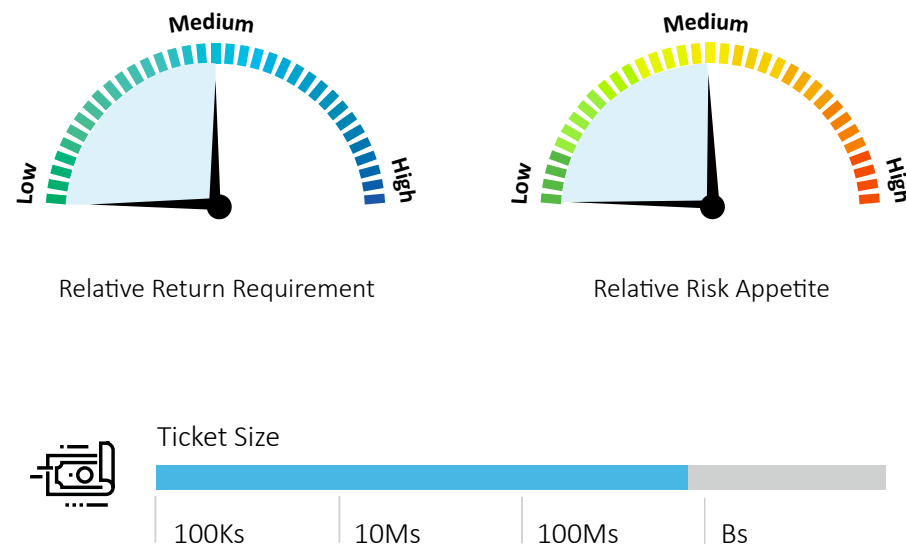 Medium
Low
High
Relative Return Requirement
Medium
Low
High
Relative Risk Appetite
Ticket Size
100Ks
10Ms
100Ms
Bs